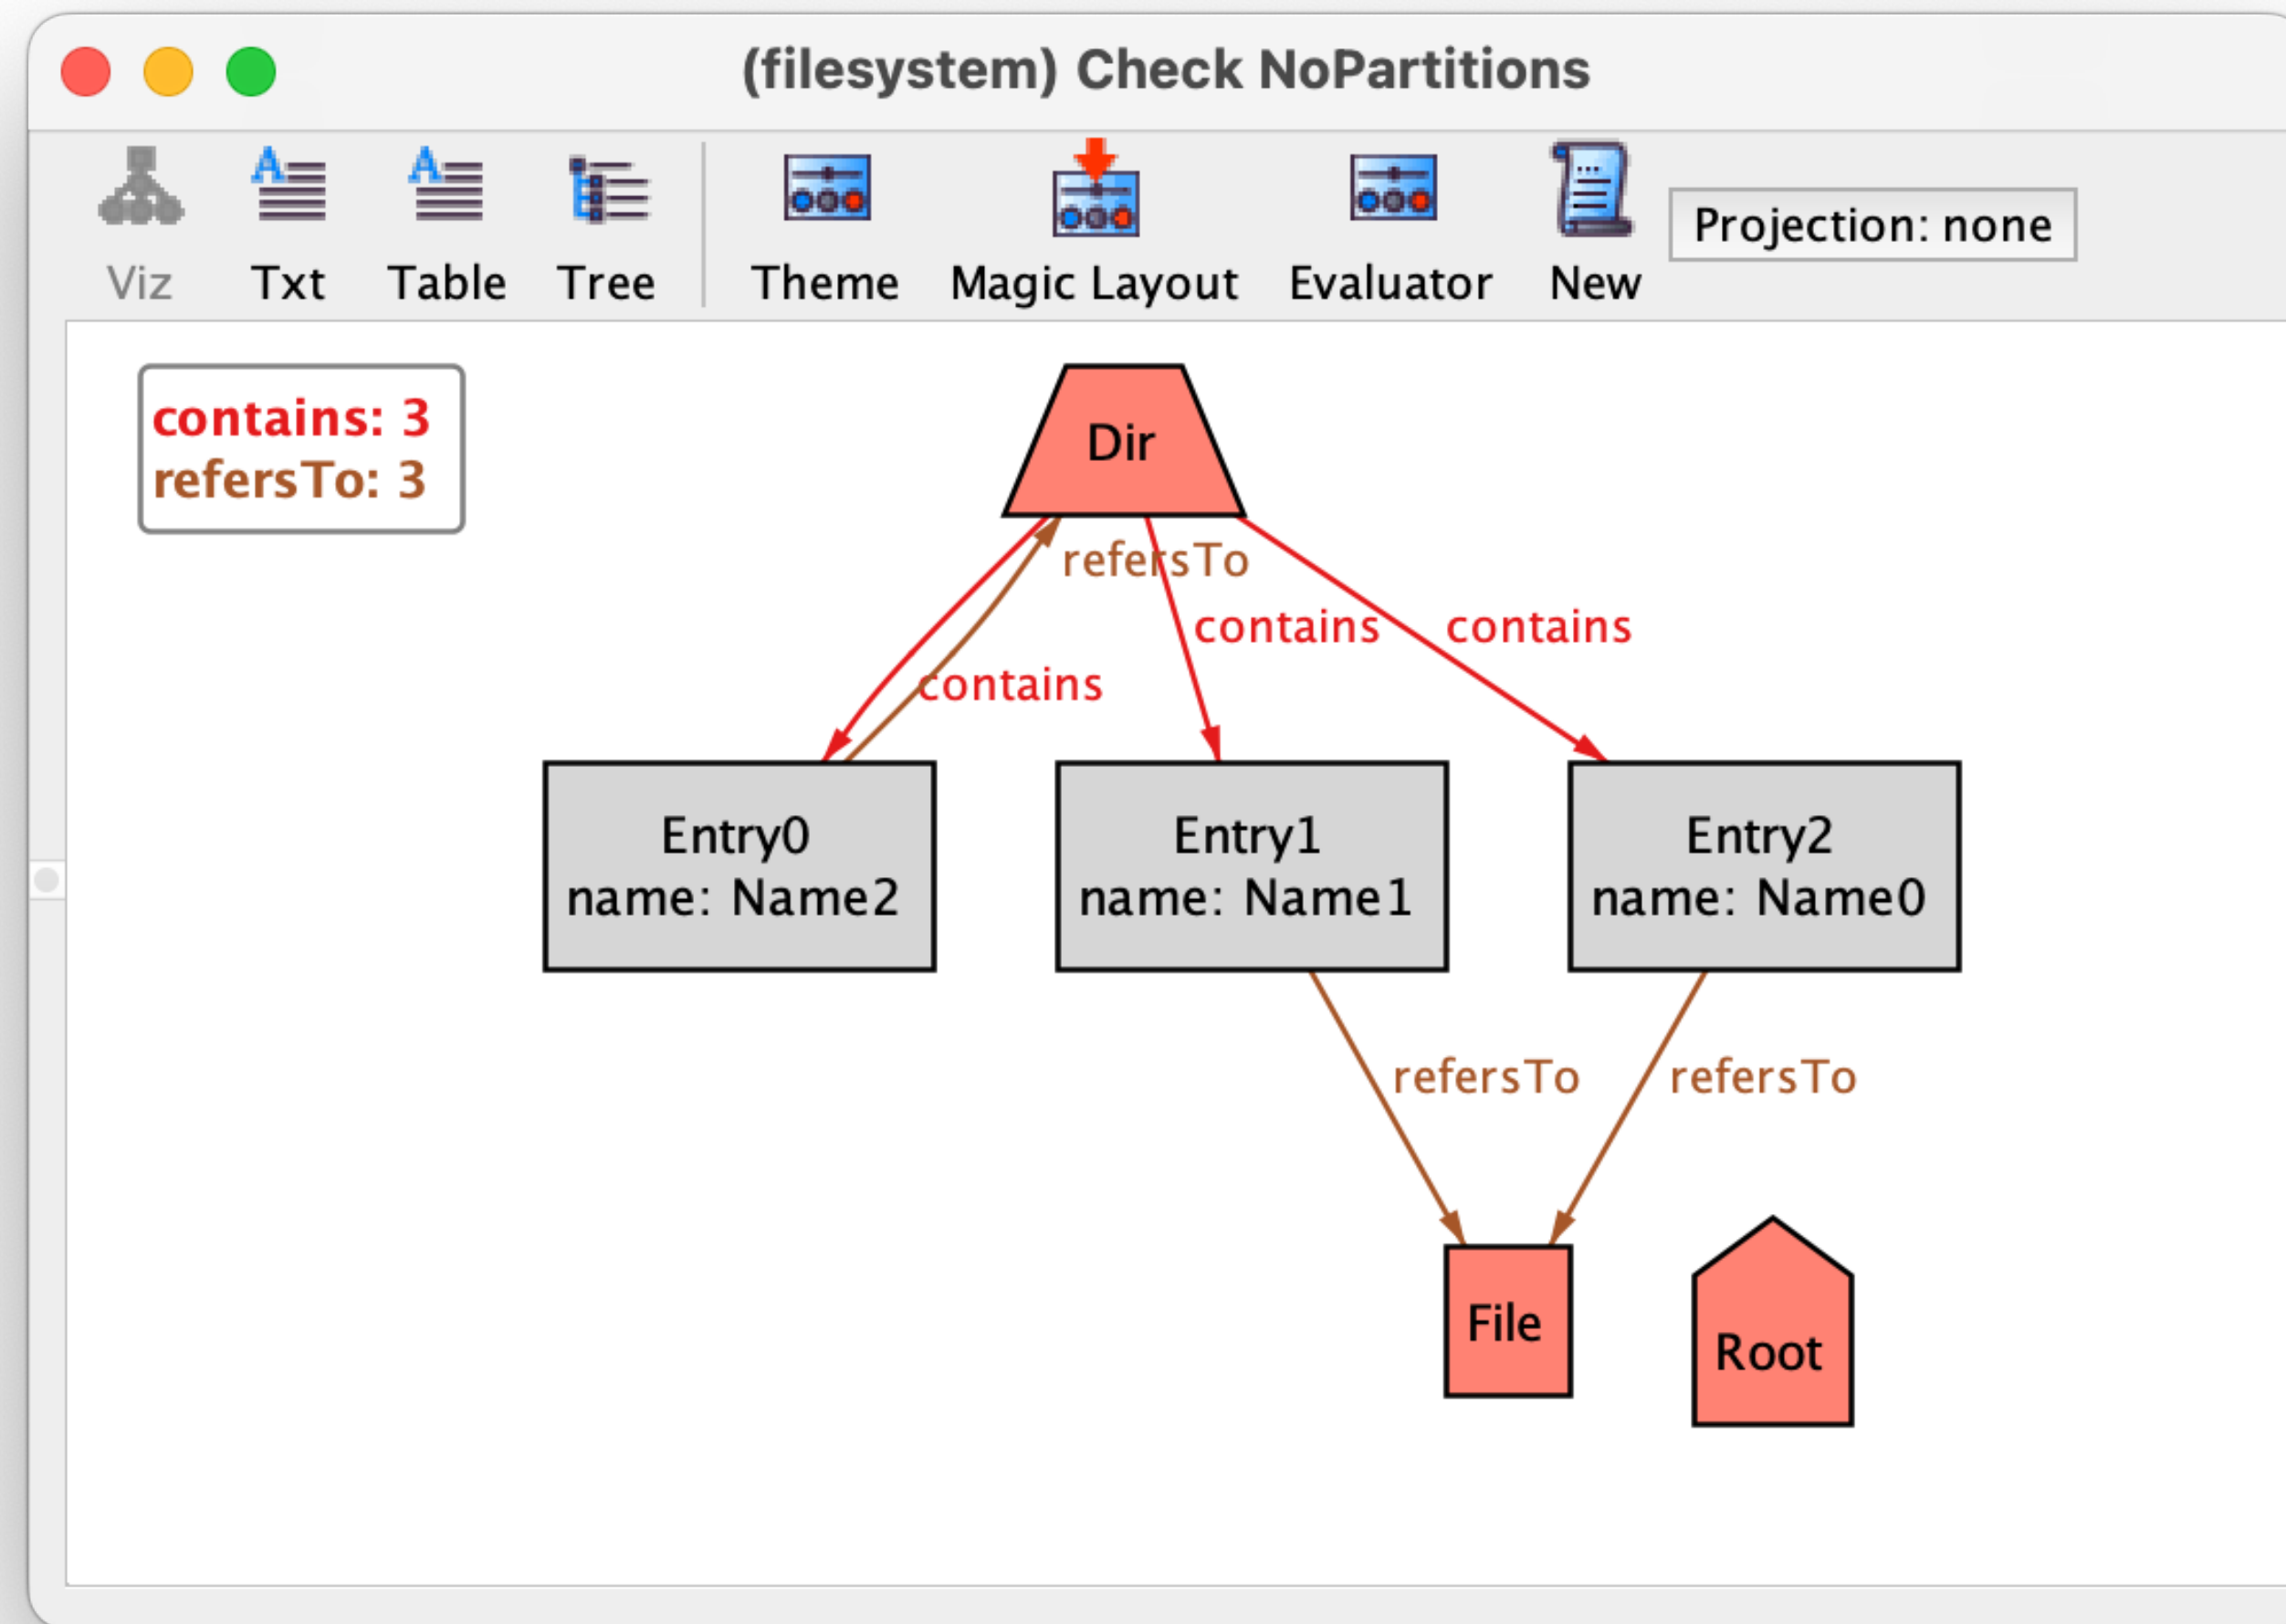 (filesystem) Check NoPartitions
Viz
Txt
Table
Tree
Theme
Magic Layout
Evaluator
New
Projection: none
contains: 3
refersTo: 3
Dir
refersTo
contains
contains
contains
Entry0
name: Name2
Entry1
name: Name1
Entry2
name: Name0
refersTo
refersTo
File
Root